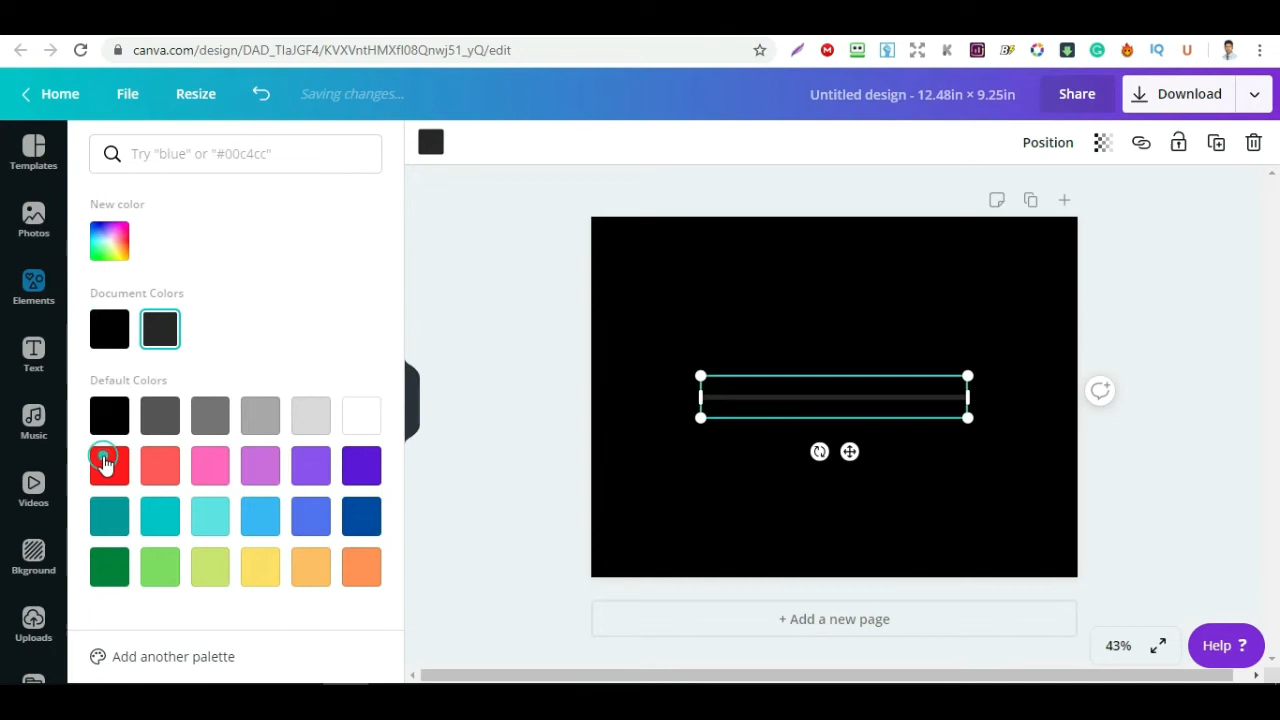 canva.com/design/DAD_TlaJGF4/KVXVntHMXfl08Qnwj51_yQ/edit
Home
File
Resize
Saving changes...
Untitled design - 12.48in × 9.25in
Share
Download
Templates
Photos
Elements
Text
Music
Videos
Bkground
Uploads
Try "blue" or "#00c4cc"
New color
Document Colors
Default Colors
Add another palette
Position
+ Add a new page
43%
Help ?